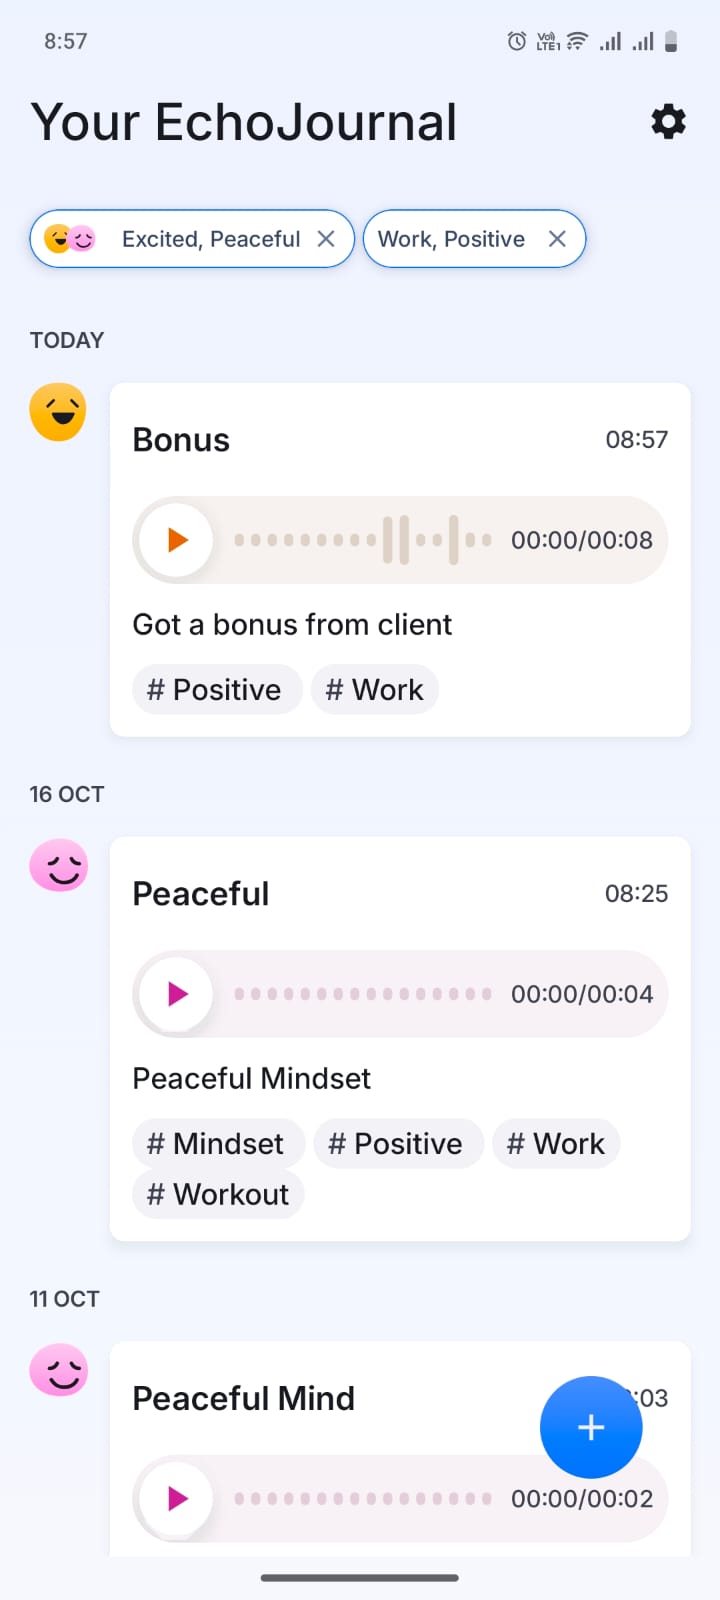 8:57
Vo)) LTE1
Your EchoJournal
Excited, Peaceful
Work, Positive
TODAY
Bonus 08:57
00:00/00:08
Got a bonus from client
# Positive # Work
16 OCT
Peaceful 08:25
00:00/00:04
Peaceful Mindset
# Mindset # Positive # Work
# Workout
11 OCT
Peaceful Mind :03
00:00/00:02